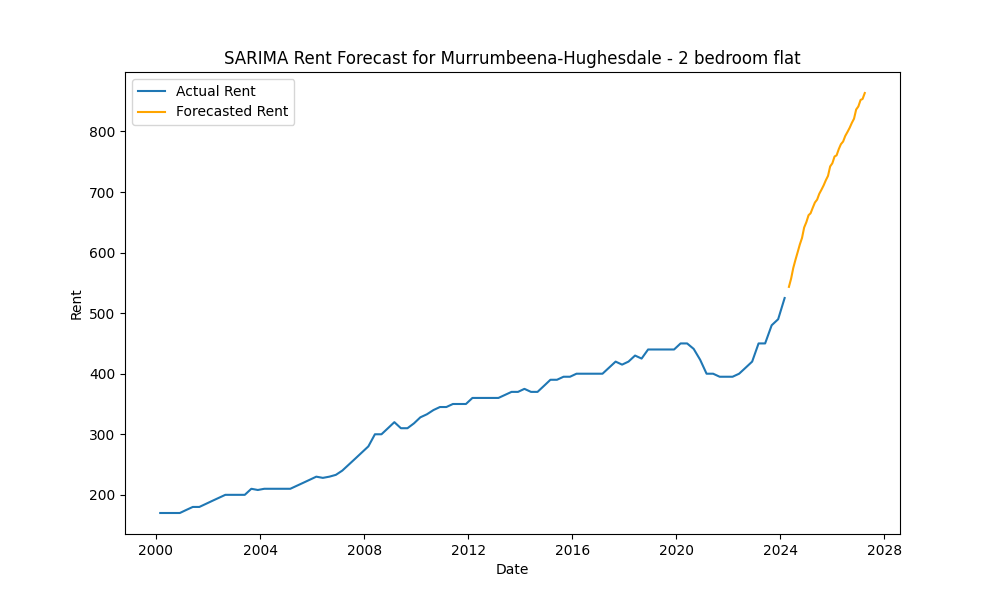 SARIMA Rent Forecast for Murrumbeena-Hughesdale - 2 bedroom flat
Actual Rent
Forecasted Rent
800
700
600
500
400
300
200
Rent
2000 2004 2008 2012 2016 2020 2024 2028
Date